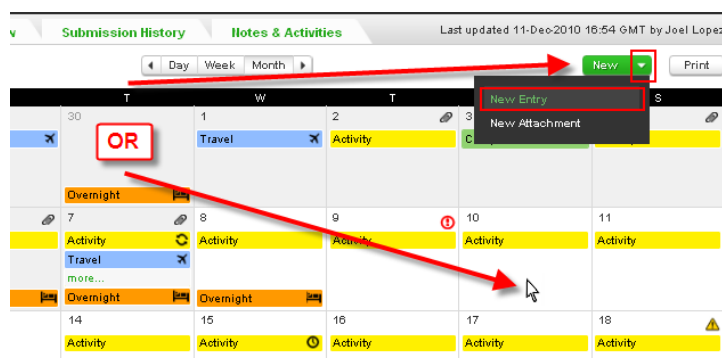 Submission History Notes & Activities Last updated 11-Dec-2010 16:54 GMT by Joel Lopez
Day Week Month New Print
T W T S
New Entry
New Attachment
30 1 2 3
OR
Travel Activity
Overnight
7 8 9 10 11
Activity Activity Activity Activity Activity
Travel
more...
Overnight Overnight
14 15 16 17 18
Activity Activity Activity Activity Activity